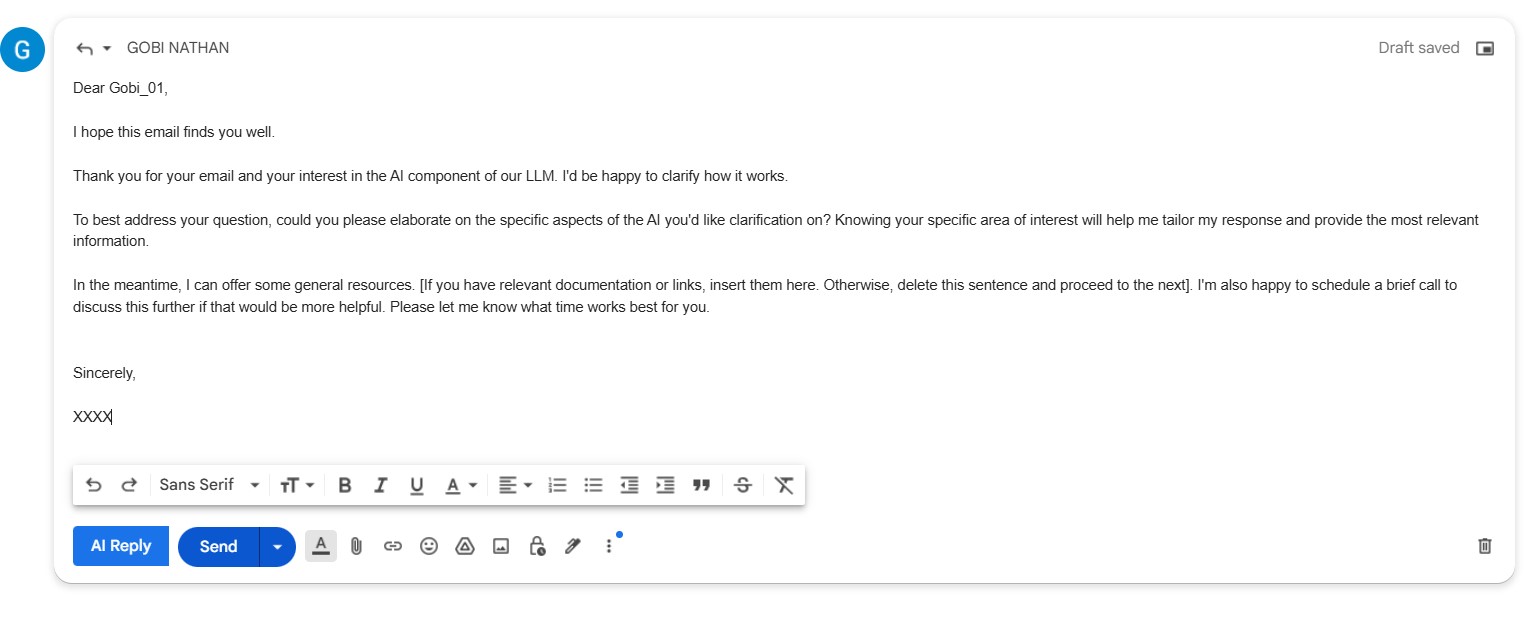 G
GOBI NATHAN
Draft saved
Dear Gobi_01,
I hope this email finds you well.
Thank you for your email and your interest in the AI component of our LLM. I'd be happy to clarify how it works.
To best address your question, could you please elaborate on the specific aspects of the AI you'd like clarification on? Knowing your specific area of interest will help me tailor my response and provide the most relevant
information.
In the meantime, I can offer some general resources. [If you have relevant documentation or links, insert them here. Otherwise, delete this sentence and proceed to the next]. I'm also happy to schedule a brief call to
discuss this further if that would be more helpful. Please let me know what time works best for you.
Sincerely,
XXXX
Sans Serif
AI Reply
Send